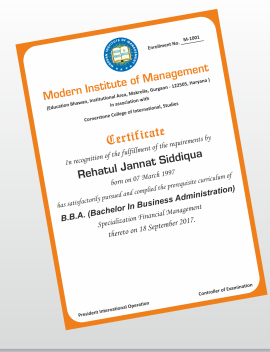 Enrollment No. M-1001
Modern Institute of Management
(Education Bhawan, Institutional Area, Makrolla, Gurgaon - 122505, Haryana )
In association with
Cornerstone College of International, Studies
Certificate
In recognition of the fulfillment of the requirements by
Rehatul Jannat Siddiqua
born on 07 March 1997
has satisfactorily pursued and complied the prerequisite curriculum of
B.B.A. (Bachelor In Business Administration)
Specialization Financial Management
thereto on 18 September 2017.
President International Operation
Controller of Examination